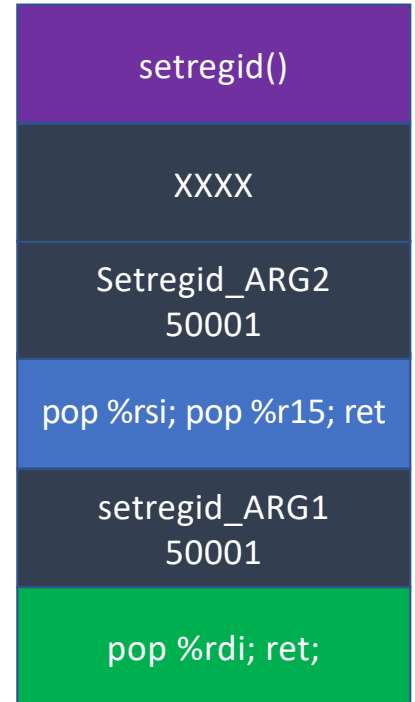 setregid()
XXXX
Setregid_ARG2
50001
pop %rsi; pop %r15; ret
setregid_ARG1
50001
pop %rdi; ret;